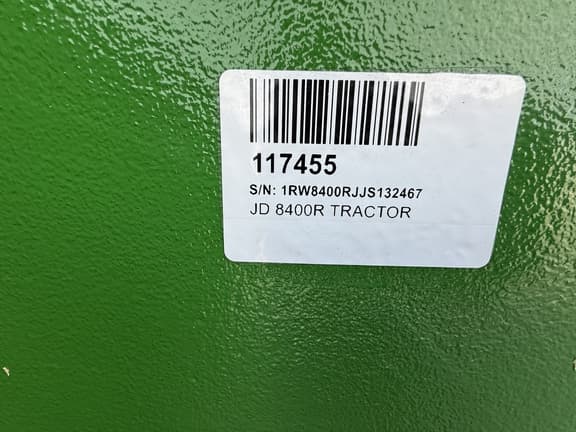 117455
S/N: 1RW8400RJJS132467
JD 8400R TRACTOR